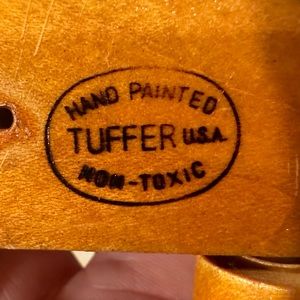 HAND PAINTED
TUFFER U.S.A.
NON-TOXIC